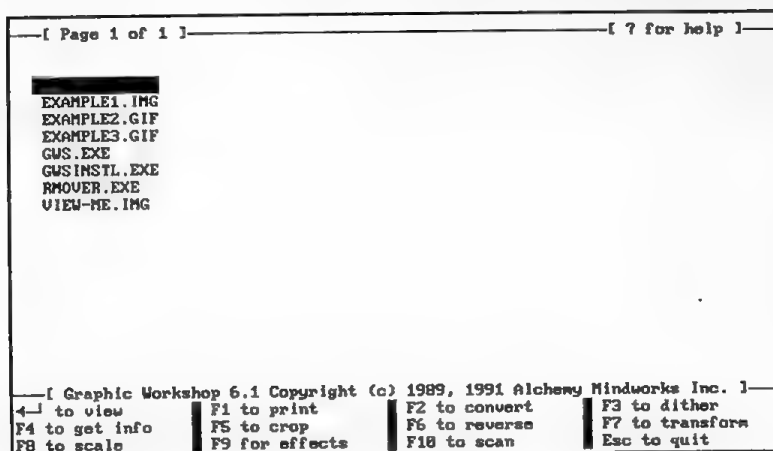 [ Page 1 of 1 ] [ ? for help ]
EXAMPLE1.IMG
EXAMPLE2.GIF
EXAMPLE3.GIF
GWS.EXE
GWSINSTL.EXE
RMOVER.EXE
VIEW-ME.IMG
[ Graphic Workshop 6.1 Copyright (c) 1989, 1991 Alchemy Mindworks Inc. ]
◄─┘ to view F1 to print F2 to convert F3 to dither
F4 to get info F5 to crop F6 to reverse F7 to transform
F8 to scale F9 for effects F10 to scan Esc to quit